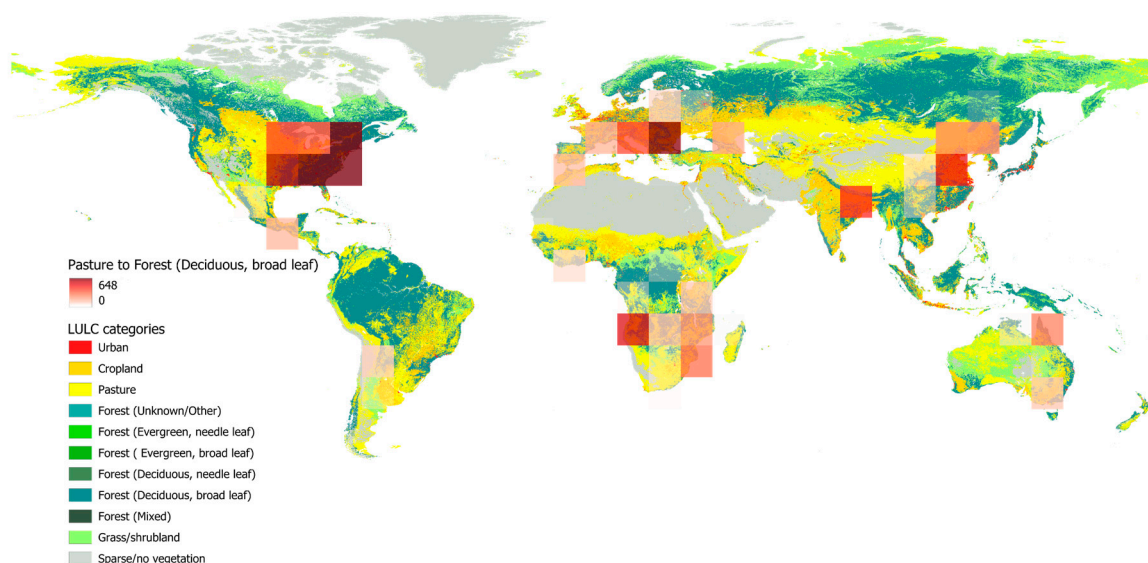 Pasture to Forest (Deciduous, broad leaf)
648
0
LULC categories
Urban
Cropland
Pasture
Forest (Unknown/Other)
Forest (Evergreen, needle leaf)
Forest ( Evergreen, broad leaf)
Forest (Deciduous, needle leaf)
Forest (Deciduous, broad leaf)
Forest (Mixed)
Grass/shrubland
Sparse/no vegetation